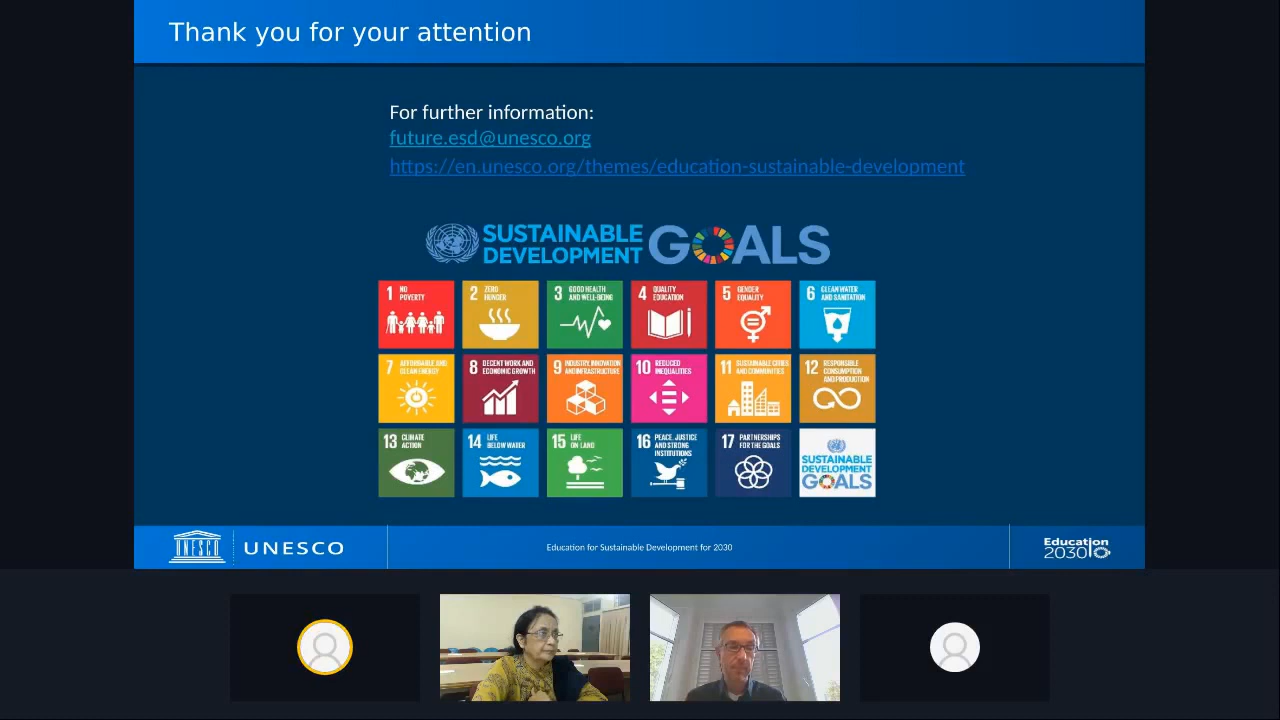 Thank you for your attention
For further information:
future.esd@unesco.org
https://en.unesco.org/themes/education-sustainable-development
SUSTAINABLE
DEVELOPMENT
GOALS
1 NO
POVERTY
2 ZERO
HUNGER
3 GOOD HEALTH
AND WELL-BEING
4 QUALITY
EDUCATION
5 GENDER
EQUALITY
6 CLEAN WATER
AND SANITATION
7 AFFORDABLE AND
CLEAN ENERGY
8 DECENT WORK AND
ECONOMIC GROWTH
9 INDUSTRY, INNOVATION
AND INFRASTRUCTURE
10 REDUCED
INEQUALITIES
11 SUSTAINABLE CITIES
AND COMMUNITIES
12 RESPONSIBLE
CONSUMPTION
AND PRODUCTION
13 CLIMATE
ACTION
14 LIFE
BELOW WATER
15 LIFE
ON LAND
16 PEACE, JUSTICE
AND STRONG
INSTITUTIONS
17 PARTNERSHIPS
FOR THE GOALS
SUSTAINABLE
DEVELOPMENT
GOALS
UNESCO
UNESCO
Education for Sustainable Development for 2030
Education
2030